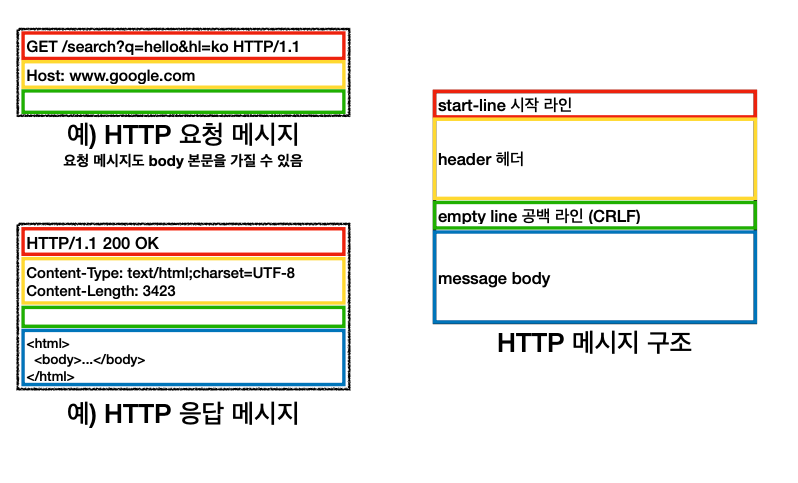 GET /search?q=hello&hl=ko HTTP/1.1
Host: www.google.com
예) HTTP 요청 메시지
요청 메시지도 body 본문을 가질 수 있음
HTTP/1.1 200 OK
Content-Type: text/html;charset=UTF-8
Content-Length: 3423
<html>
  <body>...</body>
</html>
예) HTTP 응답 메시지
start-line 시작 라인
header 헤더
empty line 공백 라인 (CRLF)
message body
HTTP 메시지 구조